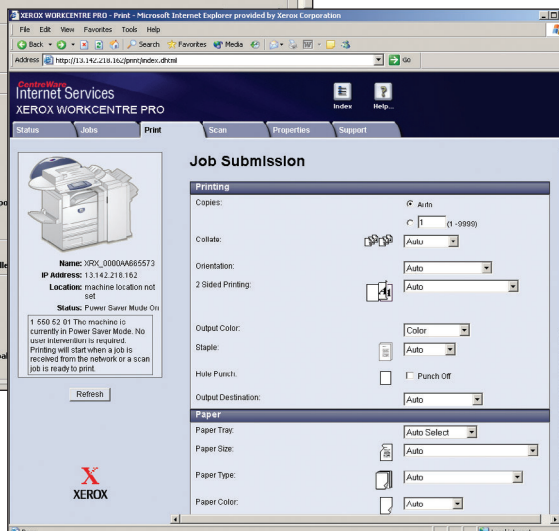 XEROX WORKCENTRE PRO - Print - Microsoft Internet Explorer provided by Xerox Corporation
File Edit View Favorites Tools Help
Back Search Favorites Media
Address http://13.142.218.162/print/index.dhtml Go
CentreWare
Internet Services
XEROX WORKCENTRE PRO
Index Help...
Status Jobs Print Scan Properties Support
Job Submission
Printing
Copies: Auto
1 (1 -9999)
Collate: Auto
Orientation: Auto
2 Sided Printing: Auto
Output Color: Color
Staple: Auto
Hole Punch: Punch Off
Output Destination: Auto
Paper
Paper Tray: Auto Select
Paper Size: Auto
Paper Type: Auto
Paper Color: Auto
Name: XRX_0000AA665573
IP Address: 13.142.218.162
Location: machine location not
set
Status: Power Saver Mode On
1 550 52 01 The machine is
currently in Power Saver Mode. No
user intervention is required.
Printing will start when a job is
received from the network or a scan
job is ready to print.
Refresh
X
XEROX